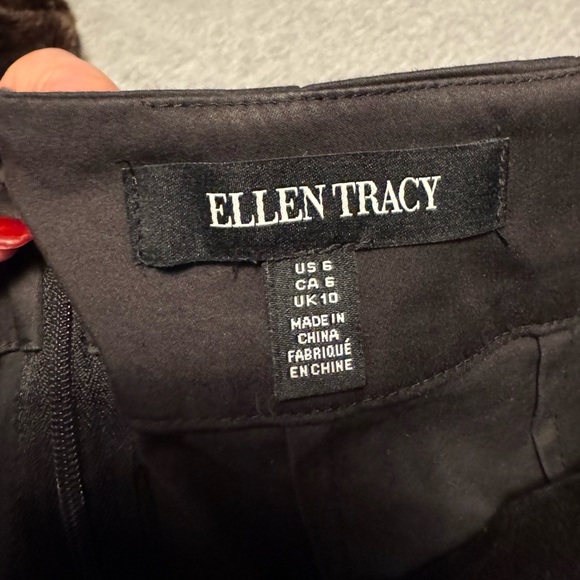 ELLEN TRACY
US 6
CA 6
UK 10
MADE IN
CHINA
FABRIQUÉ
EN CHINE